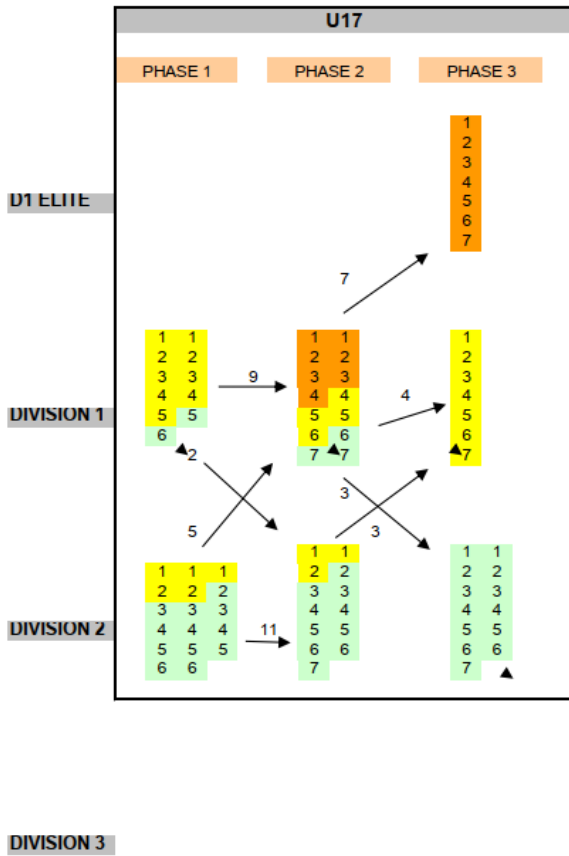 U17
PHASE 1 PHASE 2 PHASE 3
1
2
3
4
D1 ELITE 5
6
7
7
1 1 1 1 1
2 2 2 2 2
3 3 9 3 3 3
4 4 4 4 4 4
DIVISION 1 5 5 5 5 5
6 6 6 6
2 7 7 7
3
5 3
1 1 1 1
1 1 1 2 2 2 2
2 2 2 3 3 3 3
3 3 3 4 4 4 4
DIVISION 2 4 4 4 11 5 5 5 5
5 5 5 6 6 6 6
6 6 7 7
DIVISION 3